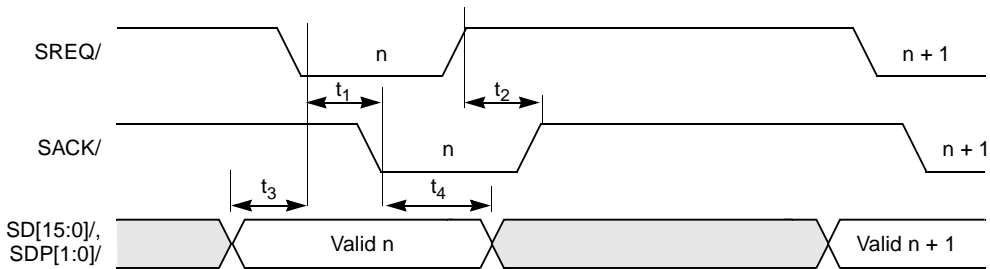 SREQ/ n n + 1
t1 t2
SACK/ n n + 1
t3 t4
SD[15:0]/,
SDP[1:0]/ Valid n Valid n + 1